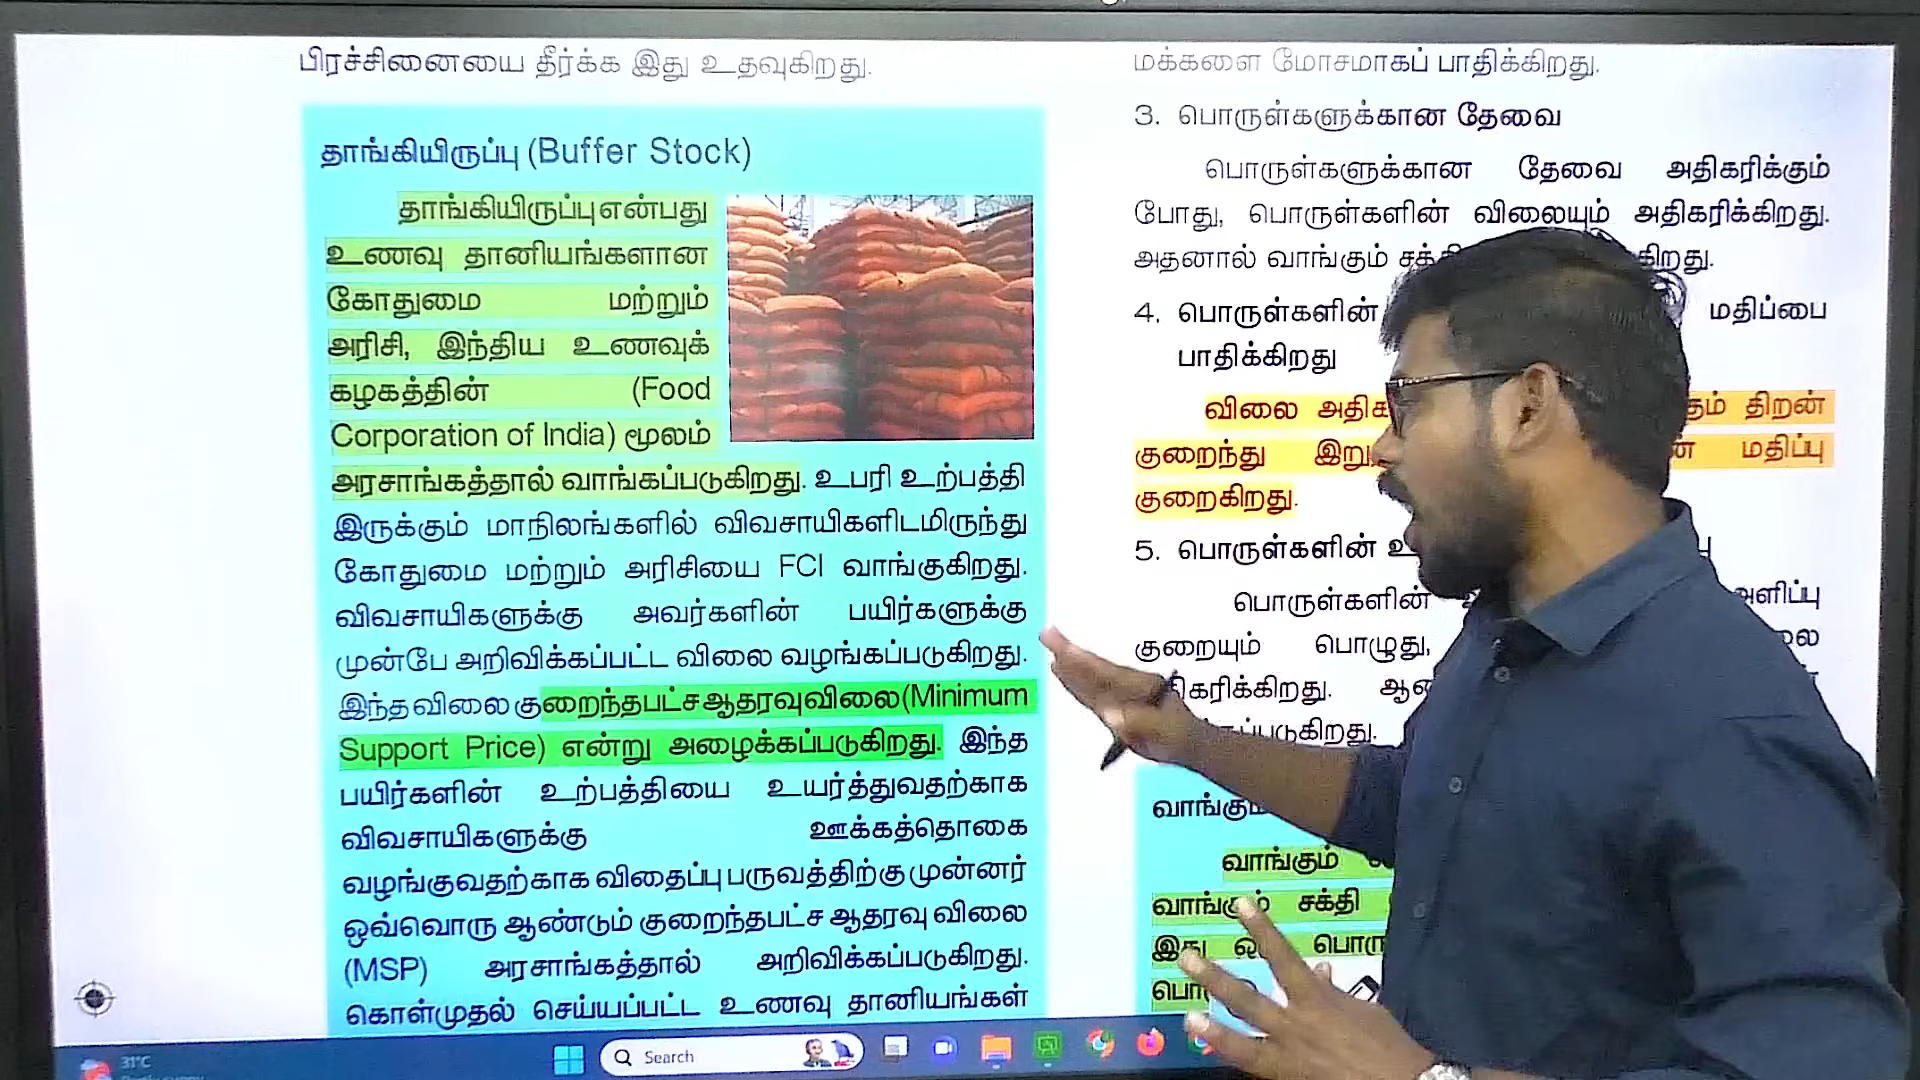 பிரச்சினையை தீர்க்க இது உதவுகிறது.
தாங்கியிருப்பு (Buffer Stock)
தாங்கியிருப்பு என்பது
உணவு தானியங்களான
கோதுமை மற்றும்
அரிசி, இந்திய உணவுக்
கழகத்தின் (Food
Corporation of India) மூலம்
அரசாங்கத்தால் வாங்கப்படுகிறது. உபரி உற்பத்தி
இருக்கும் மாநிலங்களில் விவசாயிகளிடமிருந்து
கோதுமை மற்றும் அரிசியை FCI வாங்குகிறது.
விவசாயிகளுக்கு அவர்களின் பயிர்களுக்கு
முன்பே அறிவிக்கப்பட்ட விலை வழங்கப்படுகிறது.
இந்த விலை குறைந்தபட்ச ஆதரவு விலை (Minimum
Support Price) என்று அழைக்கப்படுகிறது. இந்த
பயிர்களின் உற்பத்தியை உயர்த்துவதற்காக
விவசாயிகளுக்கு ஊக்கத்தொகை
வழங்குவதற்காக விதைப்பு பருவத்திற்கு முன்னர்
ஒவ்வொரு ஆண்டும் குறைந்தபட்ச ஆதரவு விலை
(MSP) அரசாங்கத்தால் அறிவிக்கப்படுகிறது.
கொள்முதல் செய்யப்பட்ட உணவு தானியங்கள்
மக்களை மோசமாகப் பாதிக்கிறது.
3. பொருள்களுக்கான தேவை
பொருள்களுக்கான தேவை அதிகரிக்கும்
போது, பொருள்களின் விலையும் அதிகரிக்கிறது.
அதனால் வாங்கும்
4. பொருள்களின் மதிப்பை
பாதிக்கிறது
விலை திறன்
குறைந்து மதிப்பு
குறைகிறது.
5. பொருள்களின்
பொருள்களின் அளிப்பு
குறையும் பொழுது,
வாங்கும்
வாங்கும் சக்தி
31°C
Search